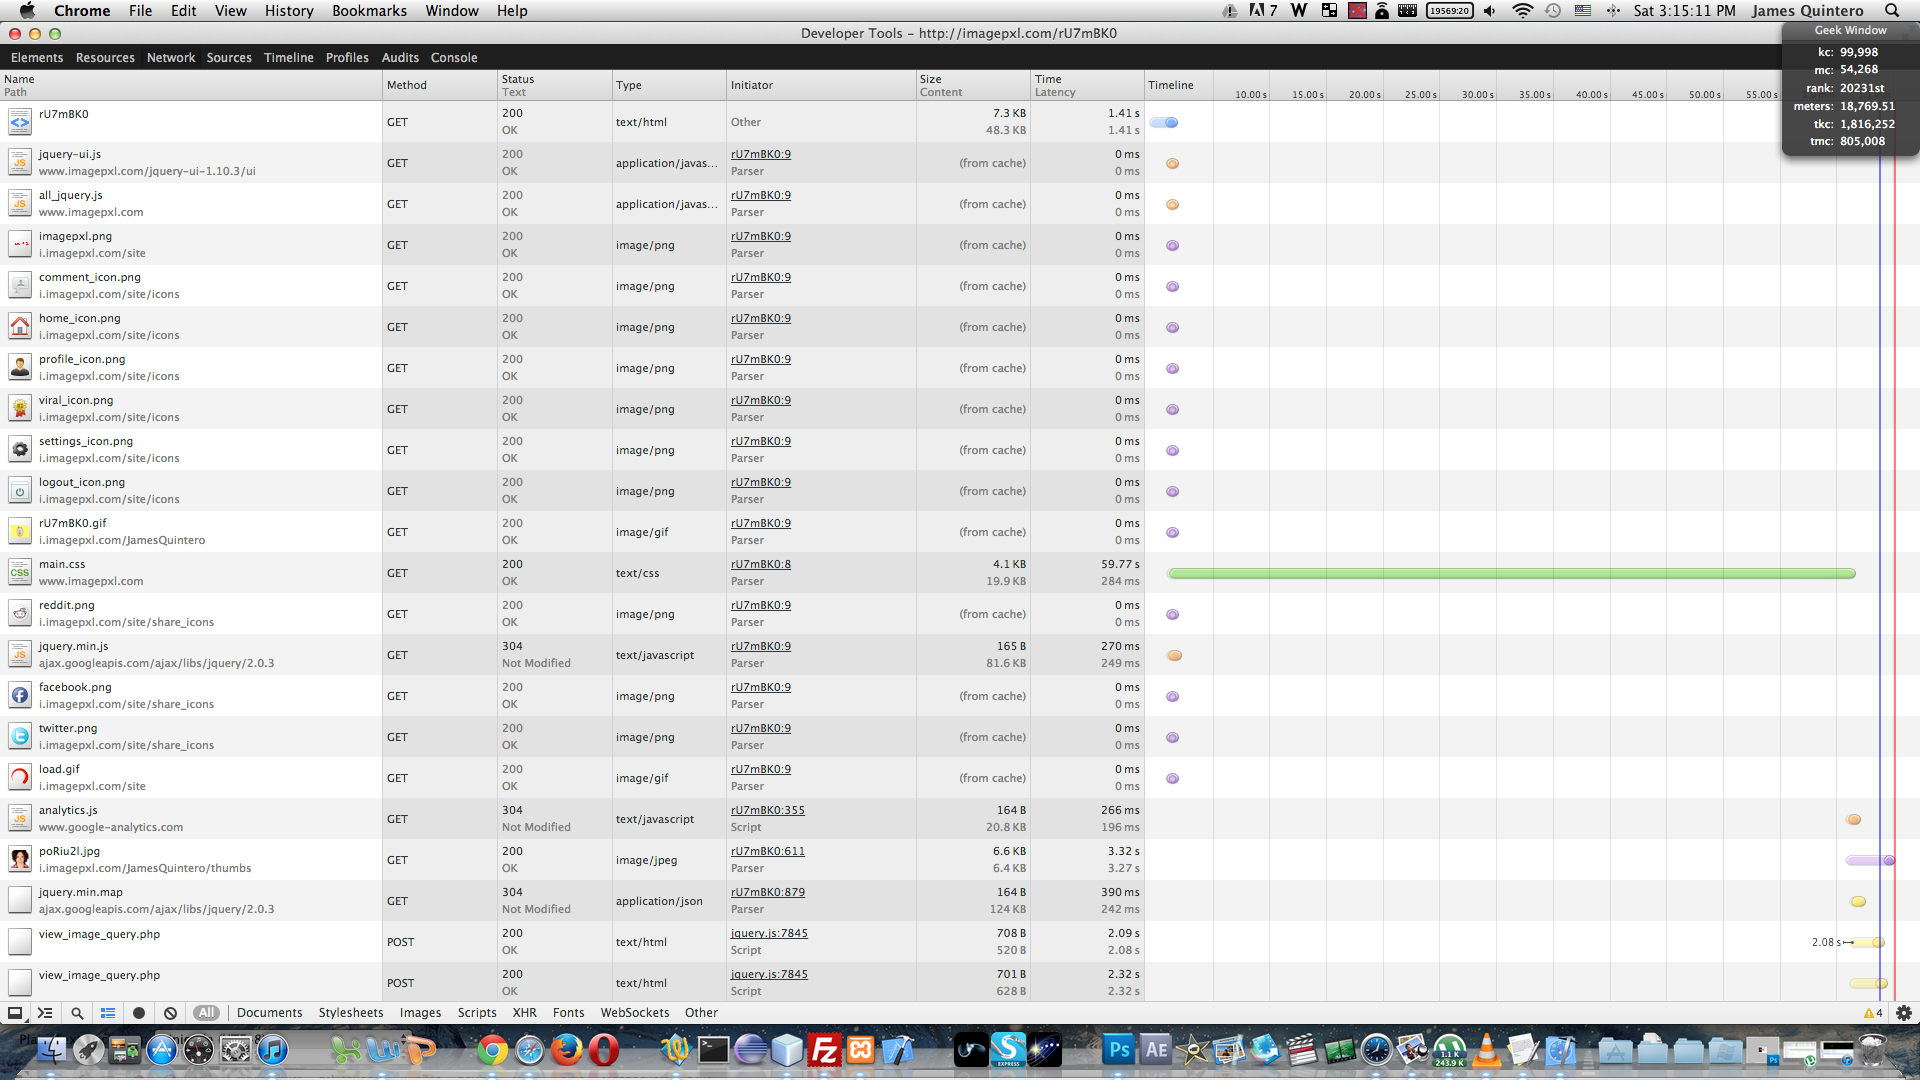 Chrome File Edit View History Bookmarks Window Help 7 19569:20 Sat 3:15:11 PM James Quintero
Developer Tools – http://imagepxl.com/rU7mBK0
Geek Window
kc: 99,998
mc: 54,268
rank: 20231st
meters: 18,769.51
tkc: 1,816,252
tmc: 805,008
Elements Resources Network Sources Timeline Profiles Audits Console
Name Method Status Type Initiator Size Time Timeline
Path Text Content Latency 10.00 s 15.00 s 20.00 s 25.00 s 30.00 s 35.00 s 40.00 s 45.00 s 50.00 s 55.00 s
rU7mBK0 GET 200 text/html Other 7.3 KB 1.41 s
OK 48.3 KB 1.41 s
jquery-ui.js GET 200 application/javas... rU7mBK0:9 (from cache) 0 ms
www.imagepxl.com/jquery-ui-1.10.3/ui OK Parser 0 ms
all_jquery.js GET 200 application/javas... rU7mBK0:9 (from cache) 0 ms
www.imagepxl.com OK Parser 0 ms
imagepxl.png GET 200 image/png rU7mBK0:9 (from cache) 0 ms
i.imagepxl.com/site OK Parser 0 ms
comment_icon.png GET 200 image/png rU7mBK0:9 (from cache) 0 ms
i.imagepxl.com/site/icons OK Parser 0 ms
home_icon.png GET 200 image/png rU7mBK0:9 (from cache) 0 ms
i.imagepxl.com/site/icons OK Parser 0 ms
profile_icon.png GET 200 image/png rU7mBK0:9 (from cache) 0 ms
i.imagepxl.com/site/icons OK Parser 0 ms
viral_icon.png GET 200 image/png rU7mBK0:9 (from cache) 0 ms
i.imagepxl.com/site/icons OK Parser 0 ms
settings_icon.png GET 200 image/png rU7mBK0:9 (from cache) 0 ms
i.imagepxl.com/site/icons OK Parser 0 ms
logout_icon.png GET 200 image/png rU7mBK0:9 (from cache) 0 ms
i.imagepxl.com/site/icons OK Parser 0 ms
rU7mBK0.gif GET 200 image/gif rU7mBK0:9 (from cache) 0 ms
i.imagepxl.com/JamesQuintero OK Parser 0 ms
main.css GET 200 text/css rU7mBK0:8 4.1 KB 59.77 s
www.imagepxl.com OK Parser 19.9 KB 284 ms
reddit.png GET 200 image/png rU7mBK0:9 (from cache) 0 ms
i.imagepxl.com/site/share_icons OK Parser 0 ms
jquery.min.js GET 304 text/javascript rU7mBK0:9 165 B 270 ms
ajax.googleapis.com/ajax/libs/jquery/2.0.3 Not Modified Parser 81.6 KB 249 ms
facebook.png GET 200 image/png rU7mBK0:9 (from cache) 0 ms
i.imagepxl.com/site/share_icons OK Parser 0 ms
twitter.png GET 200 image/png rU7mBK0:9 (from cache) 0 ms
i.imagepxl.com/site/share_icons OK Parser 0 ms
load.gif GET 200 image/gif rU7mBK0:9 (from cache) 0 ms
i.imagepxl.com/site OK Parser 0 ms
analytics.js GET 304 text/javascript rU7mBK0:355 164 B 266 ms
www.google-analytics.com Not Modified Script 20.8 KB 196 ms
poRiu2l.jpg GET 200 image/jpeg rU7mBK0:611 6.6 KB 3.32 s
i.imagepxl.com/JamesQuintero/thumbs OK Parser 6.4 KB 3.27 s
jquery.min.map GET 304 application/json rU7mBK0:879 164 B 390 ms
ajax.googleapis.com/ajax/libs/jquery/2.0.3 Not Modified Parser 124 KB 242 ms
view_image_query.php POST 200 text/html jquery.js:7845 708 B 2.09 s 2.08 s
OK Script 520 B 2.08 s
view_image_query.php POST 200 text/html jquery.js:7845 701 B 2.32 s
OK Script 628 B 2.32 s
All Documents Stylesheets Images Scripts XHR Fonts WebSockets Other 4
Ps AE Fz EXPRESS 1.1 K 243.9 K